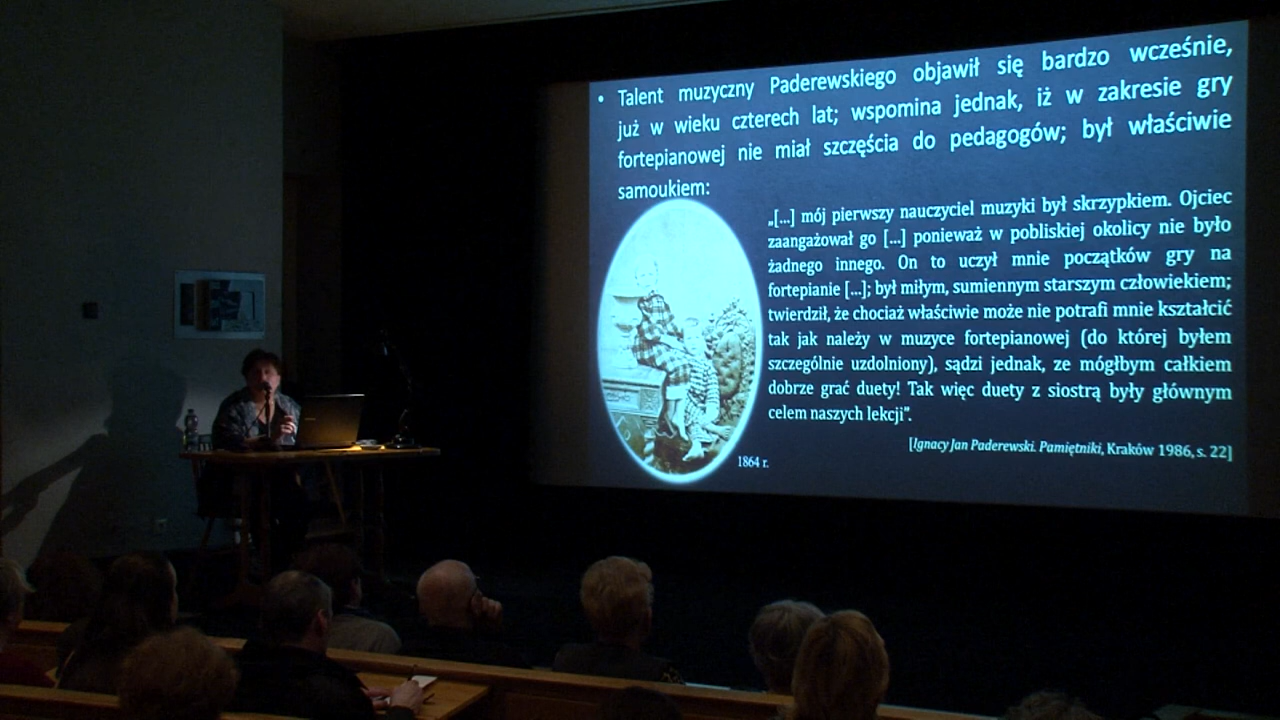 • Talent muzyczny Paderewskiego objawił się bardzo wcześnie,
już w wieku czterech lat; wspomina jednak, iż w zakresie gry
fortepianowej nie miał szczęścia do pedagogów; był właściwie
samoukiem:
„[...] mój pierwszy nauczyciel muzyki był skrzypkiem. Ojciec
zaangażował go [...] ponieważ w pobliskiej okolicy nie było
żadnego innego. On to uczył mnie początków gry na
fortepianie [...]; był miłym, sumiennym starszym człowiekiem;
twierdził, że chociaż właściwie może nie potrafi mnie kształcić
tak jak należy w muzyce fortepianowej (do której byłem
szczególnie uzdolniony), sądzi jednak, ze mógłbym całkiem
dobrze grać duety! Tak więc duety z siostrą były głównym
celem naszych lekcji”.
[Ignacy Jan Paderewski. Pamiętniki, Kraków 1986, s. 22]
1864 r.